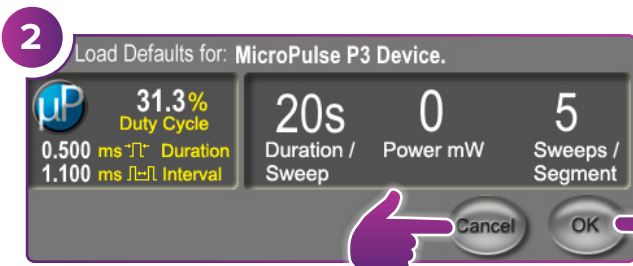 2
Load Defaults for: MicroPulse P3 Device.
µP
31.3%
Duty Cycle
0.500 ms Duration
1.100 ms Interval
20s
Duration /
Sweep
0
Power mW
5
Sweeps /
Segment
Cancel
OK